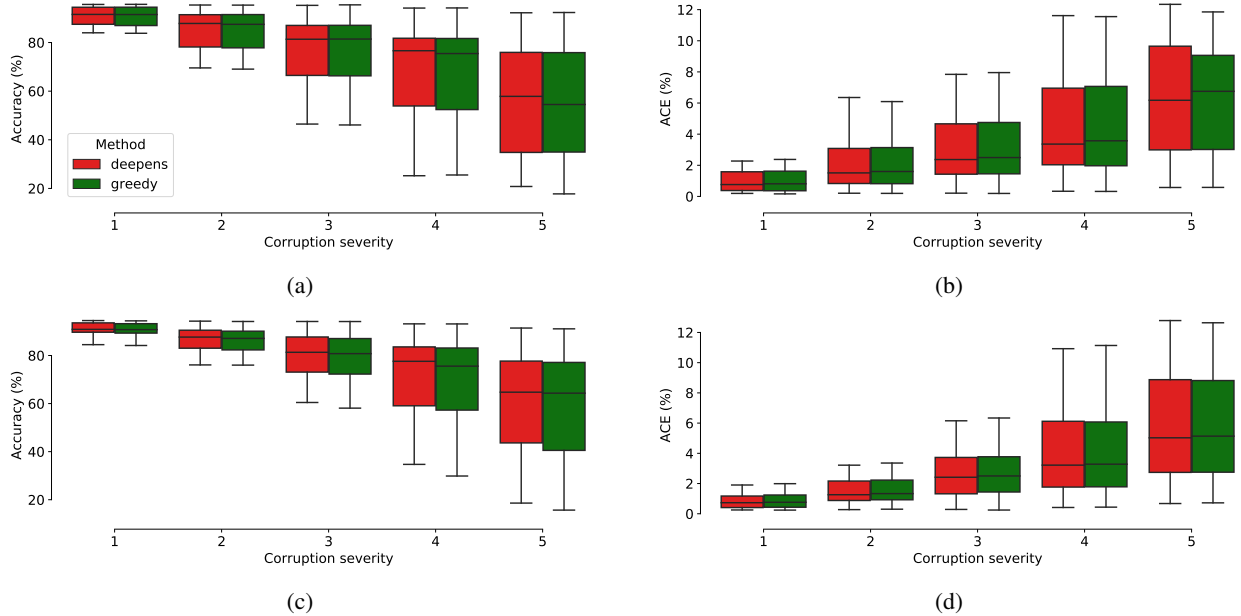 80
60
40
20
Accuracy (%)
Method
deepens
greedy
1 2 3 4 5
Corruption severity
(a)
12
10
8
6
4
2
0
ACE (%)
1 2 3 4 5
Corruption severity
(b)
80
60
40
20
Accuracy (%)
1 2 3 4 5
Corruption severity
(c)
12
10
8
6
4
2
0
ACE (%)
1 2 3 4 5
Corruption severity
(d)